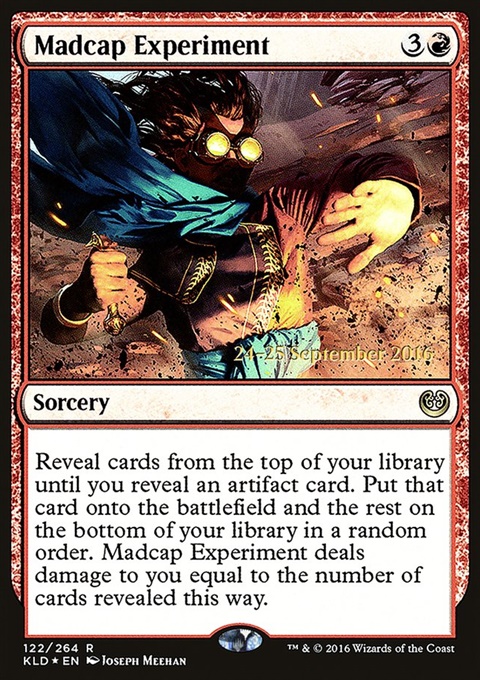 Madcap Experiment 3
24-25 September 2016
Sorcery
Reveal cards from the top of your library
until you reveal an artifact card. Put that
card onto the battlefield and the rest on
the bottom of your library in a random
order. Madcap Experiment deals
damage to you equal to the number of
cards revealed this way.
122/264 R
KLD ★ EN Joseph Meehan
™ & © 2016 Wizards of the Coast